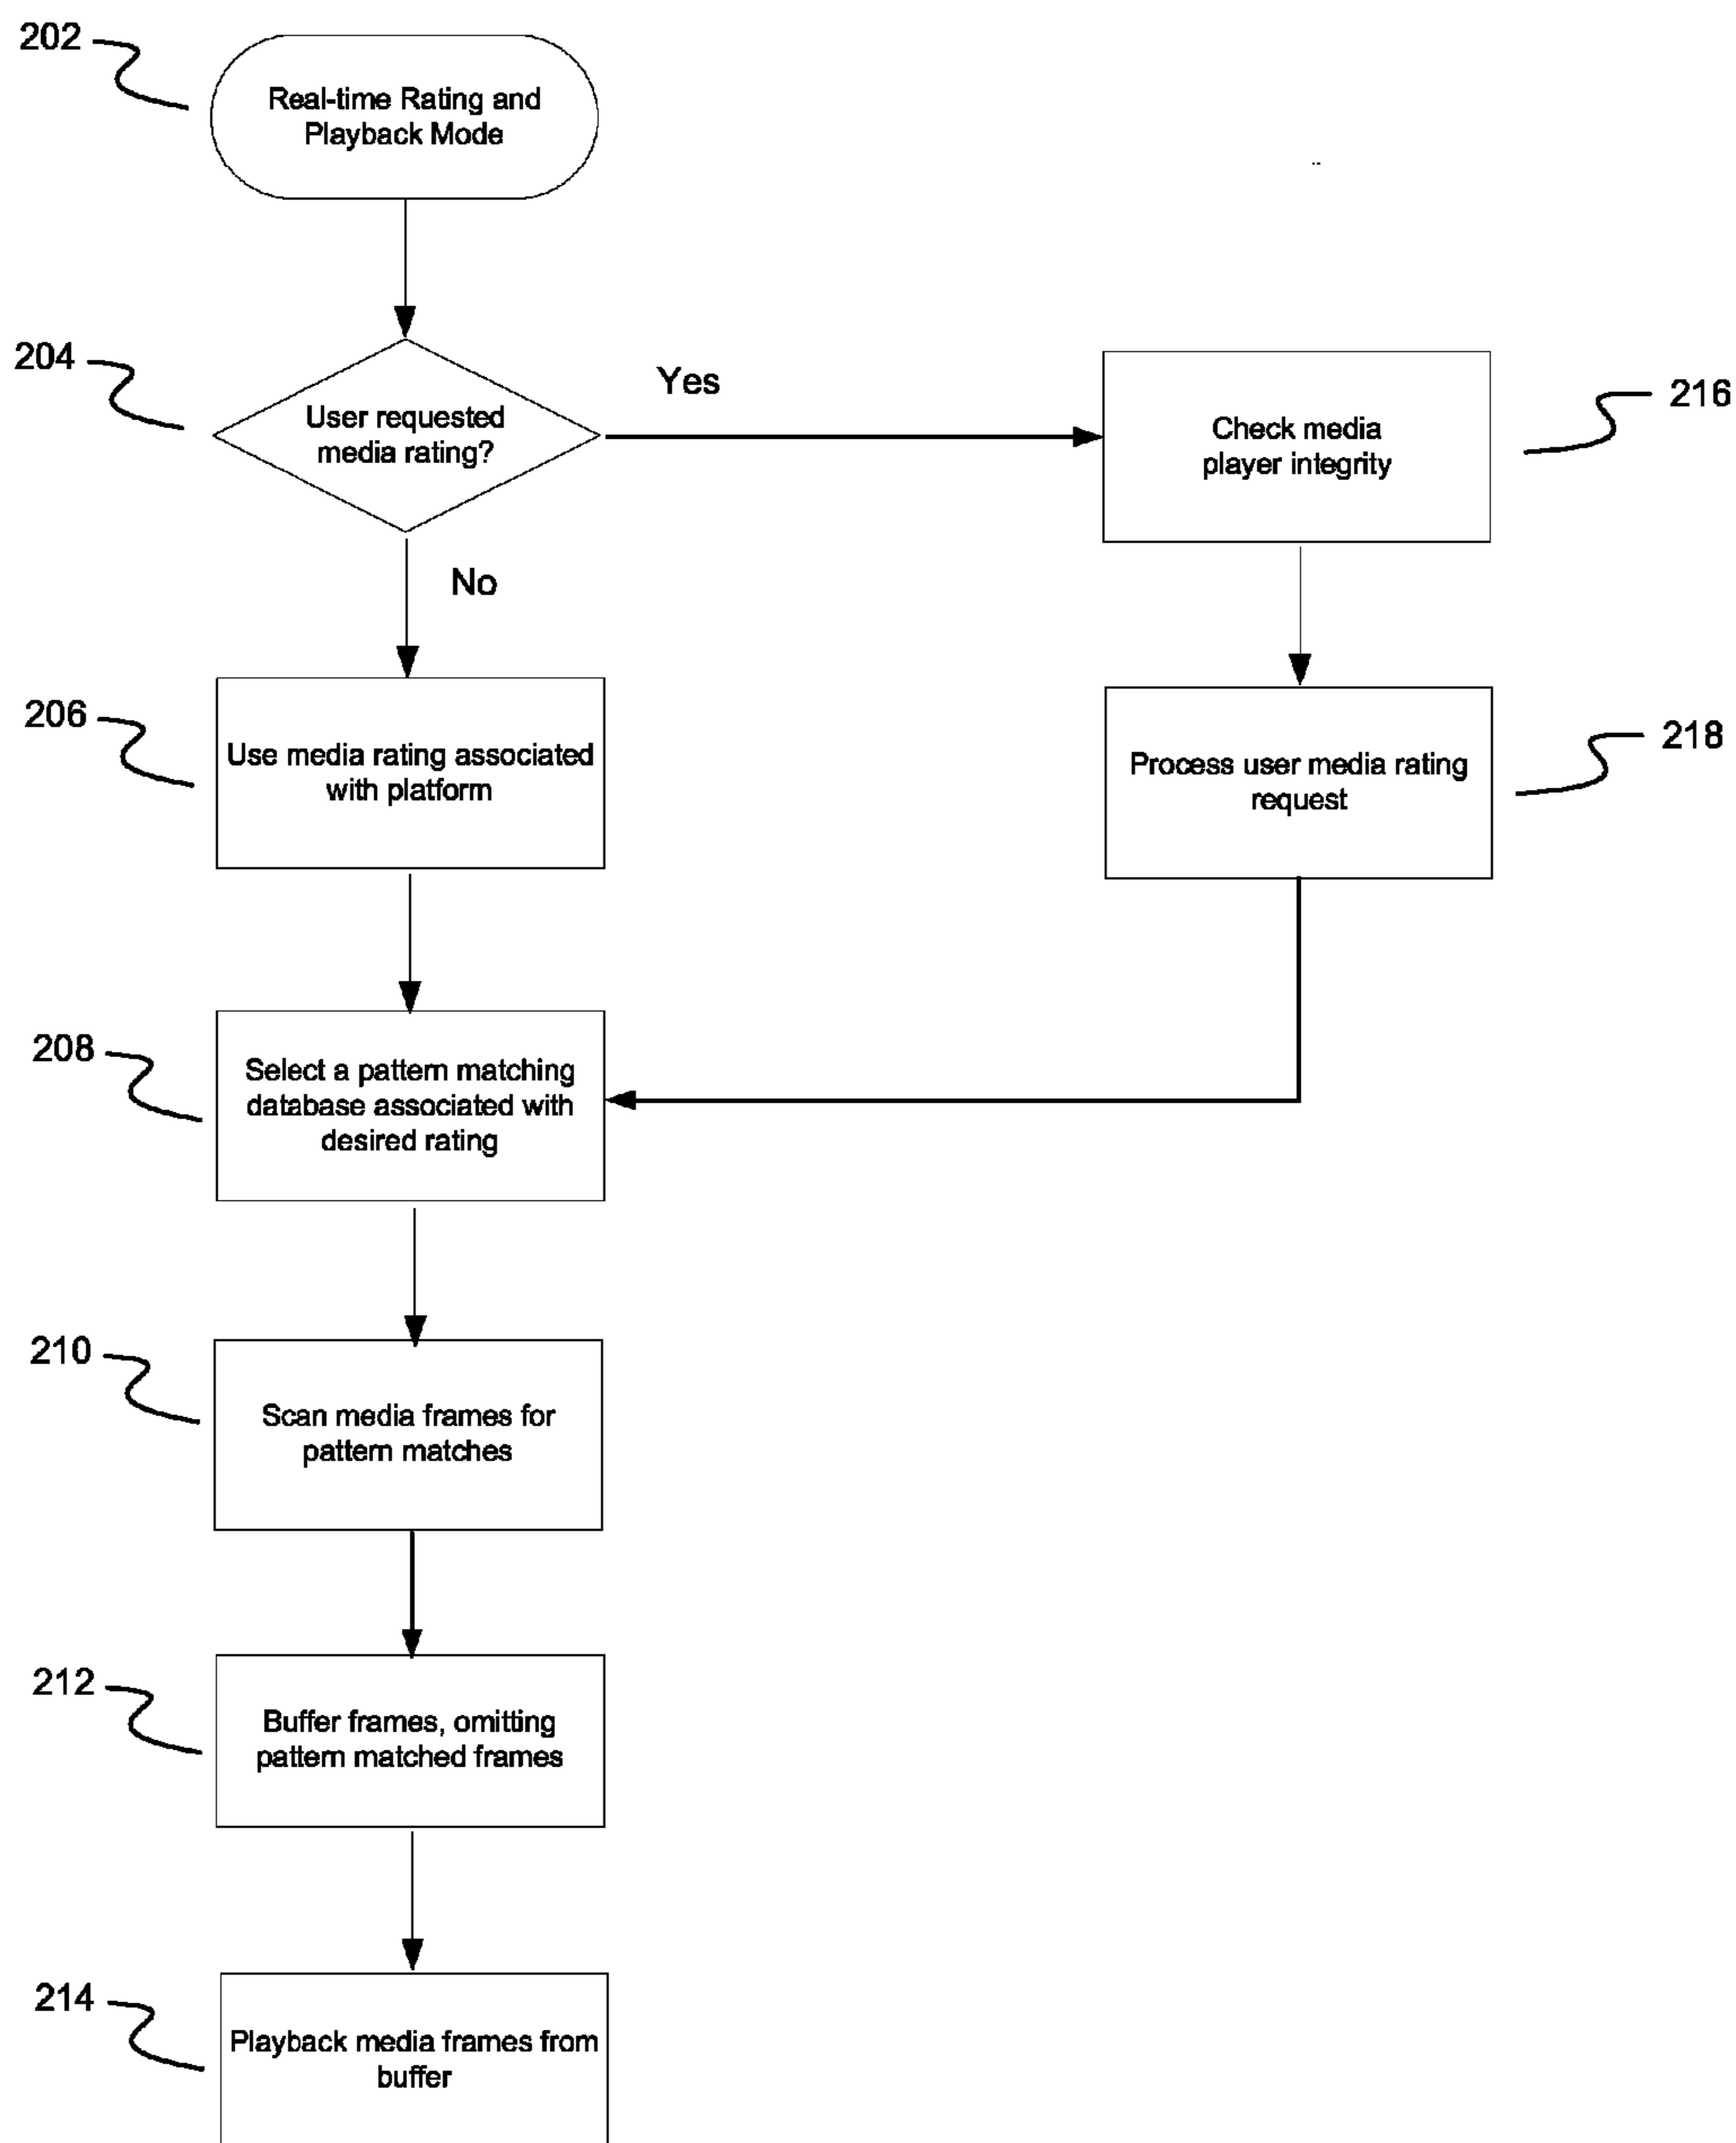 202
Real-time Rating and
Playback Mode
204
User requested
media rating?
Yes
No
Check media
player integrity
216
206
Use media rating associated
with platform
Process user media rating
request
218
208
Select a pattern matching
database associated with
desired rating
210
Scan media frames for
pattern matches
212
Buffer frames, omitting
pattern matched frames
214
Playback media frames from
buffer